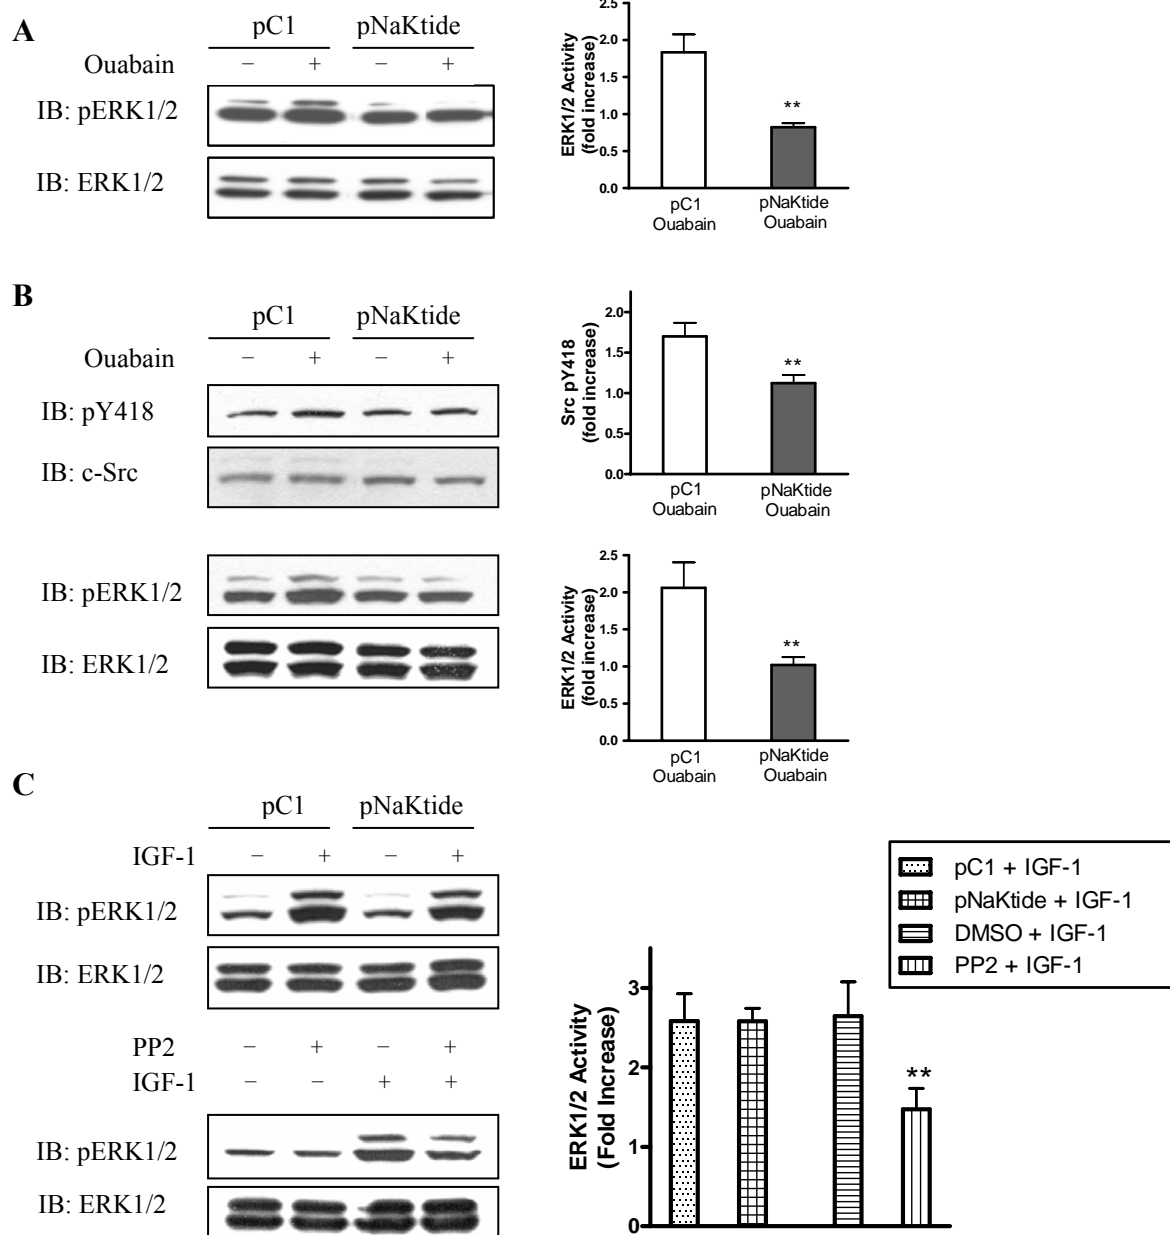 A
pC1 pNaKtide
Ouabain − + − +
IB: pERK1/2
IB: ERK1/2
ERK1/2 Activity
(fold increase)
2.5
2.0
1.5
1.0
0.5
0.0
**
pC1 pNaKtide
Ouabain Ouabain
B
pC1 pNaKtide
Ouabain − + − +
IB: pY418
IB: c-Src
IB: pERK1/2
IB: ERK1/2
Src pY418
(fold increase)
2.0
1.5
1.0
0.5
0.0
**
pC1 pNaKtide
Ouabain Ouabain
ERK1/2 Activity
(fold increase)
2.5
2.0
1.5
1.0
0.5
0.0
**
pC1 pNaKtide
Ouabain Ouabain
C
pC1 pNaKtide
IGF-1 − + − +
IB: pERK1/2
IB: ERK1/2
PP2 − + − +
IGF-1 − − + +
IB: pERK1/2
IB: ERK1/2
pC1 + IGF-1
pNaKtide + IGF-1
DMSO + IGF-1
PP2 + IGF-1
ERK1/2 Activity
(Fold Increase)
3
2
1
0
**